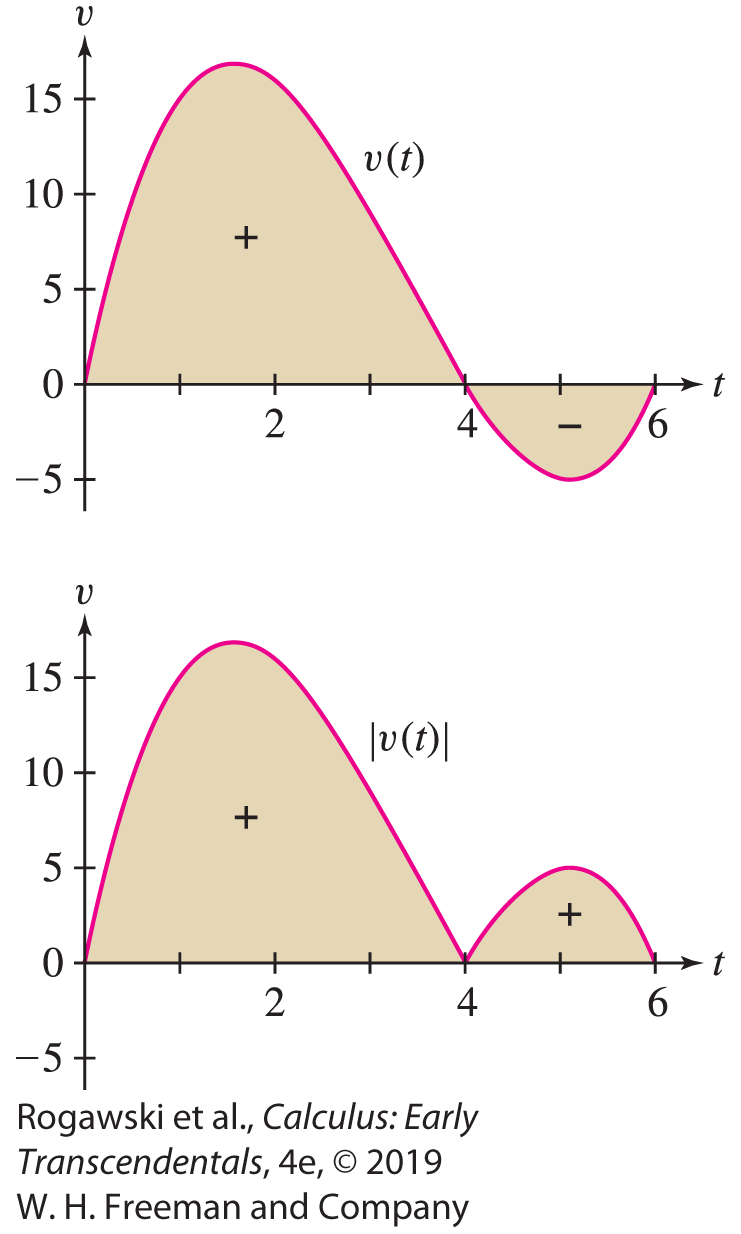 v
15
v(t)
10
+
5
0
t
2
4
6
−
−5
v
15
|v(t)|
10
+
5
+
0
t
2
4
6
−5
Rogawski et al., Calculus: Early
Transcendentals, 4e, © 2019
W. H. Freeman and Company